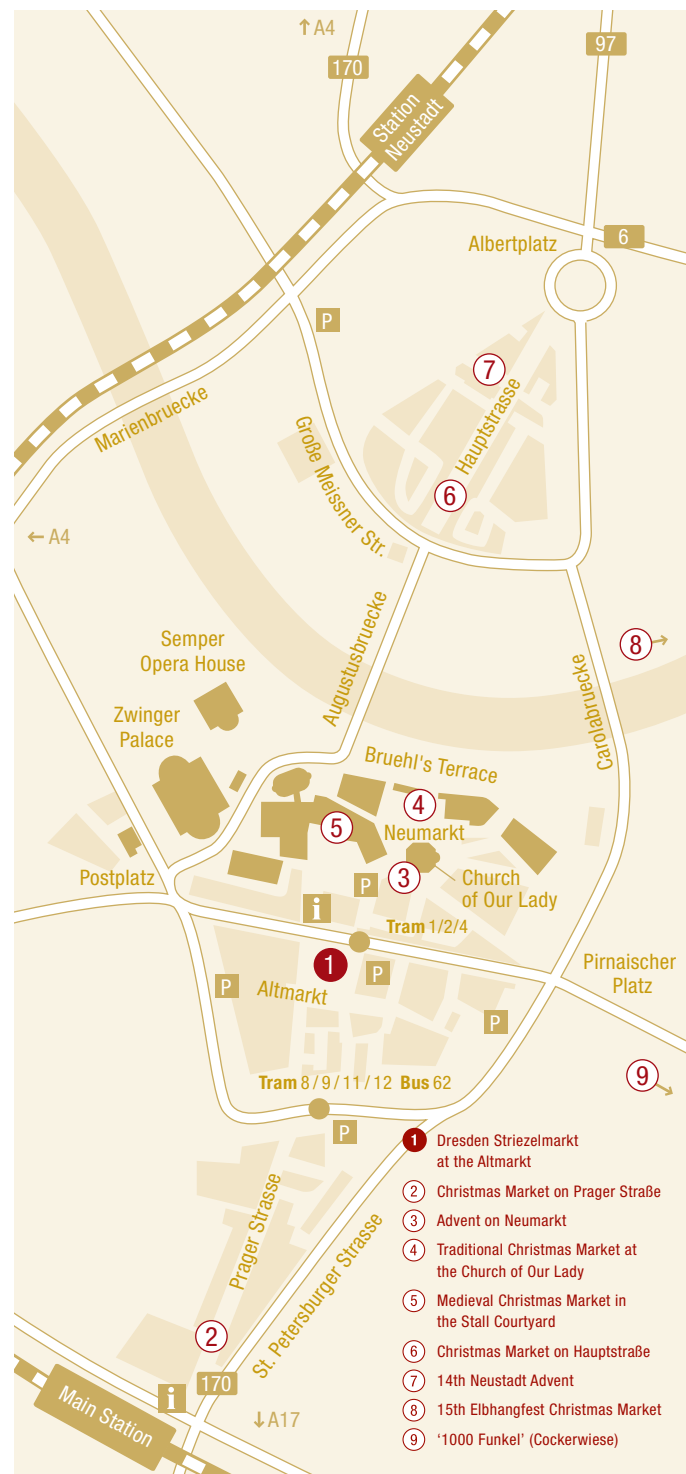 ↑A4
170
97
Station
Neustadt
6
Albertplatz
P
7
Marienbruecke
Große Meissner Str.
Hauptstrasse
6
←A4
Augustusbruecke
8→
Semper
Opera House
Carolabruecke
Zwinger
Palace
Bruehl's Terrace
4
5
Neumarkt
3
Postplatz
P
Church
of Our Lady
i
Tram 1/2/4
1
Pirnaischer
Platz
P
P
Altmarkt
P
9
Tram 8/9/11/12 Bus 62
P
Prager Strasse
St. Petersburger Strasse
2
170
i
Main Station
↓A17
1 Dresden Striezelmarkt
at the Altmarkt
2 Christmas Market on Prager Straße
3 Advent on Neumarkt
4 Traditional Christmas Market at
the Church of Our Lady
5 Medieval Christmas Market in
the Stall Courtyard
6 Christmas Market on Hauptstraße
7 14th Neustadt Advent
8 15th Elbhangfest Christmas Market
9 ‘1000 Funkel’ (Cockerwiese)